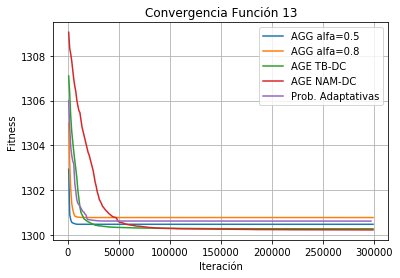 Convergencia Función 13
Fitness
1308
1306
1304
1302
1300
AGG alfa=0.5
AGG alfa=0.8
AGE TB-DC
AGE NAM-DC
Prob. Adaptativas
0
50000
100000
150000
200000
250000
300000
Iteración